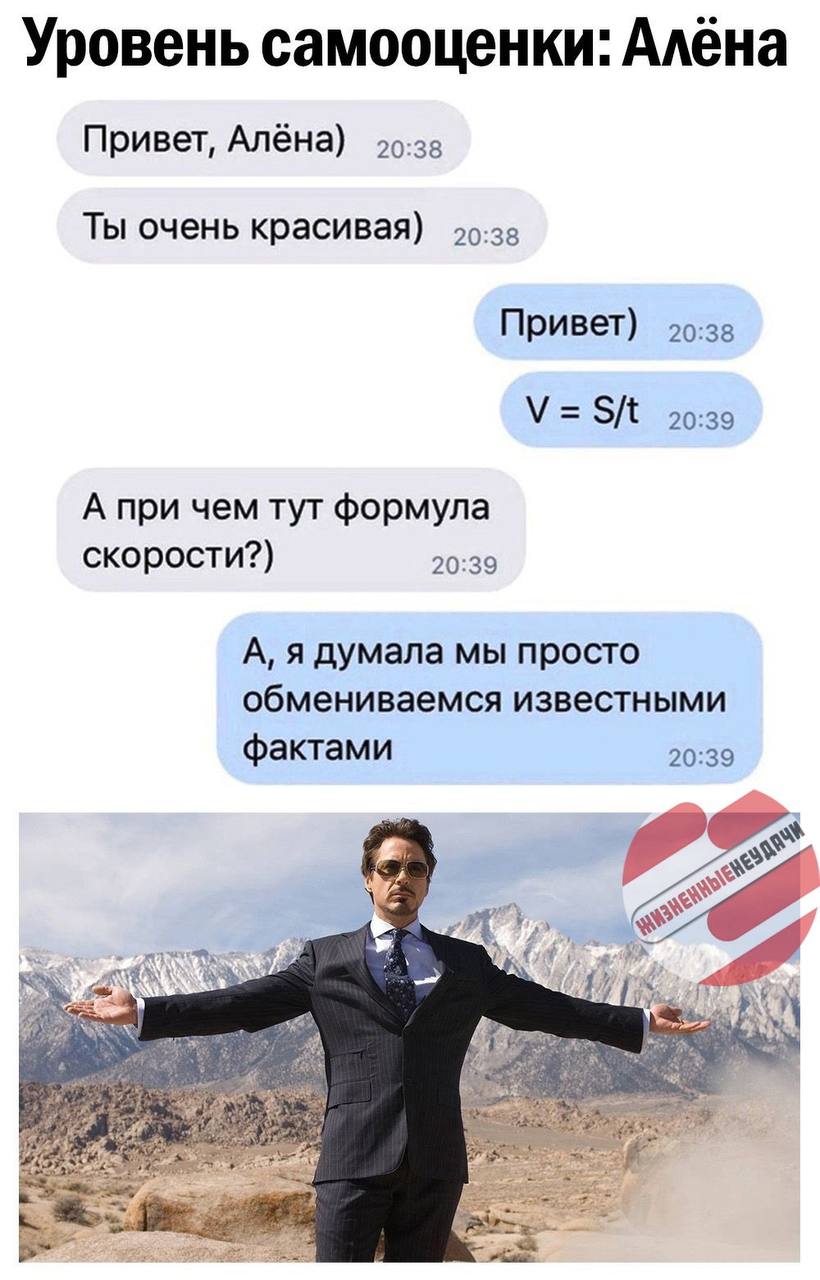 Уровень самооценки: Алёна
Привет, Алёна) 20:38
Ты очень красивая) 20:38
Привет) 20:38
V = S/t 20:39
А при чем тут формула
скорости?) 20:39
А, я думала мы просто
обмениваемся известными
фактами 20:39
ЖИЗНЕННЫЕНЕУДАЧИ